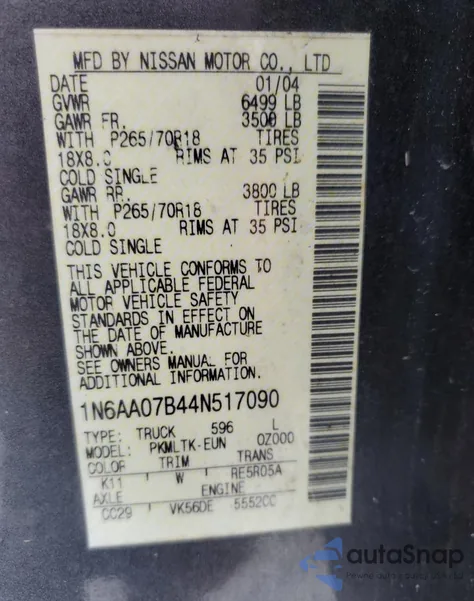 MFD BY NISSAN MOTOR CO., LTD
DATE 01/04
GVWR 6499 LB
GAWR FR. 3500 LB
WITH P265/70R18 TIRES
18X8.0 RIMS AT 35 PSI
COLD SINGLE
GAWR RR. 3800 LB
WITH P265/70R18 TIRES
18X8.0 RIMS AT 35 PSI
COLD SINGLE
THIS VEHICLE CONFORMS TO
ALL APPLICABLE FEDERAL
MOTOR VEHICLE SAFETY
STANDARDS IN EFFECT ON
THE DATE OF MANUFACTURE
SHOWN ABOVE.
SEE OWNERS MANUAL FOR
ADDITIONAL INFORMATION.
1N6AA07B44N517090
TYPE: TRUCK 596 L
MODEL: PKMLTK-EUN 0Z000
COLOR TRIM TRANS
K11 W RE5R05A
AXLE ENGINE
CC29 VK56DE 5552CC
autoSnap